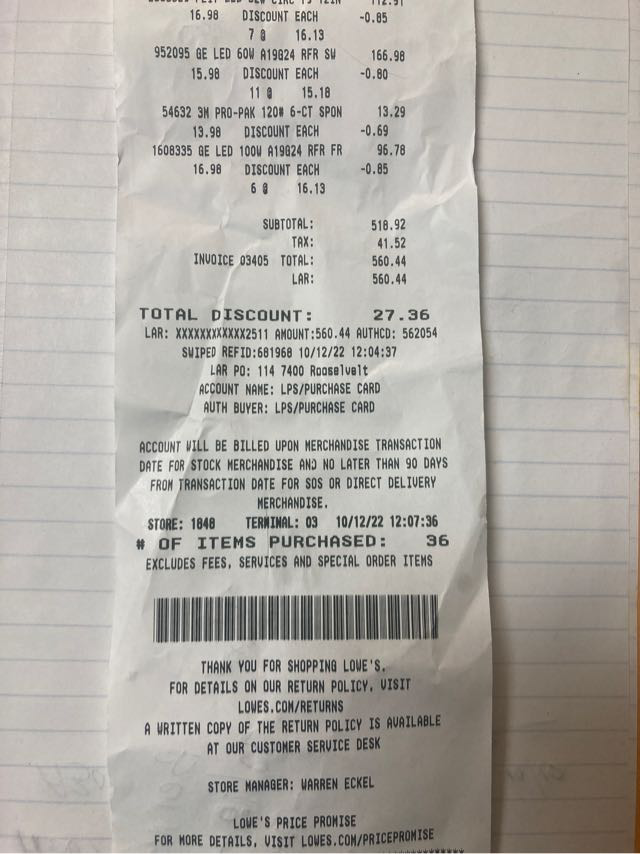 112.91
16.98 DISCOUNT EACH -0.85
7 @ 16.13
952095 GE LED 60W A19G24 RFR SW 166.98
15.98 DISCOUNT EACH -0.80
11 @ 15.18
54632 3M PRO-PAK 120# 6-CT SPON 13.29
13.98 DISCOUNT EACH -0.69
1608335 GE LED 100W A19G24 RFR FR 96.78
16.98 DISCOUNT EACH -0.85
6 @ 16.13
SUBTOTAL: 518.92
TAX: 41.52
INVOICE 03405 TOTAL: 560.44
LAR: 560.44
TOTAL DISCOUNT: 27.36
LAR: XXXXXXXXXXXX2511 AMOUNT:560.44 AUTHCD: 562054
SWIPED REFID:681968 10/12/22 12:04:37
LAR PO: 114 7400 Rooselvelt
ACCOUNT NAME: LPS/PURCHASE CARD
AUTH BUYER: LPS/PURCHASE CARD
ACCOUNT WILL BE BILLED UPON MERCHANDISE TRANSACTION
DATE FOR STOCK MERCHANDISE AND NO LATER THAN 90 DAYS
FROM TRANSACTION DATE FOR SOS OR DIRECT DELIVERY
MERCHANDISE.
STORE: 1848 TERMINAL: 03 10/12/22 12:07:36
# OF ITEMS PURCHASED: 36
EXCLUDES FEES, SERVICES AND SPECIAL ORDER ITEMS
THANK YOU FOR SHOPPING LOWE'S.
FOR DETAILS ON OUR RETURN POLICY, VISIT
LOWES.COM/RETURNS
A WRITTEN COPY OF THE RETURN POLICY IS AVAILABLE
AT OUR CUSTOMER SERVICE DESK
STORE MANAGER: WARREN ECKEL
LOWE'S PRICE PROMISE
FOR MORE DETAILS, VISIT LOWES.COM/PRICEPROMISE